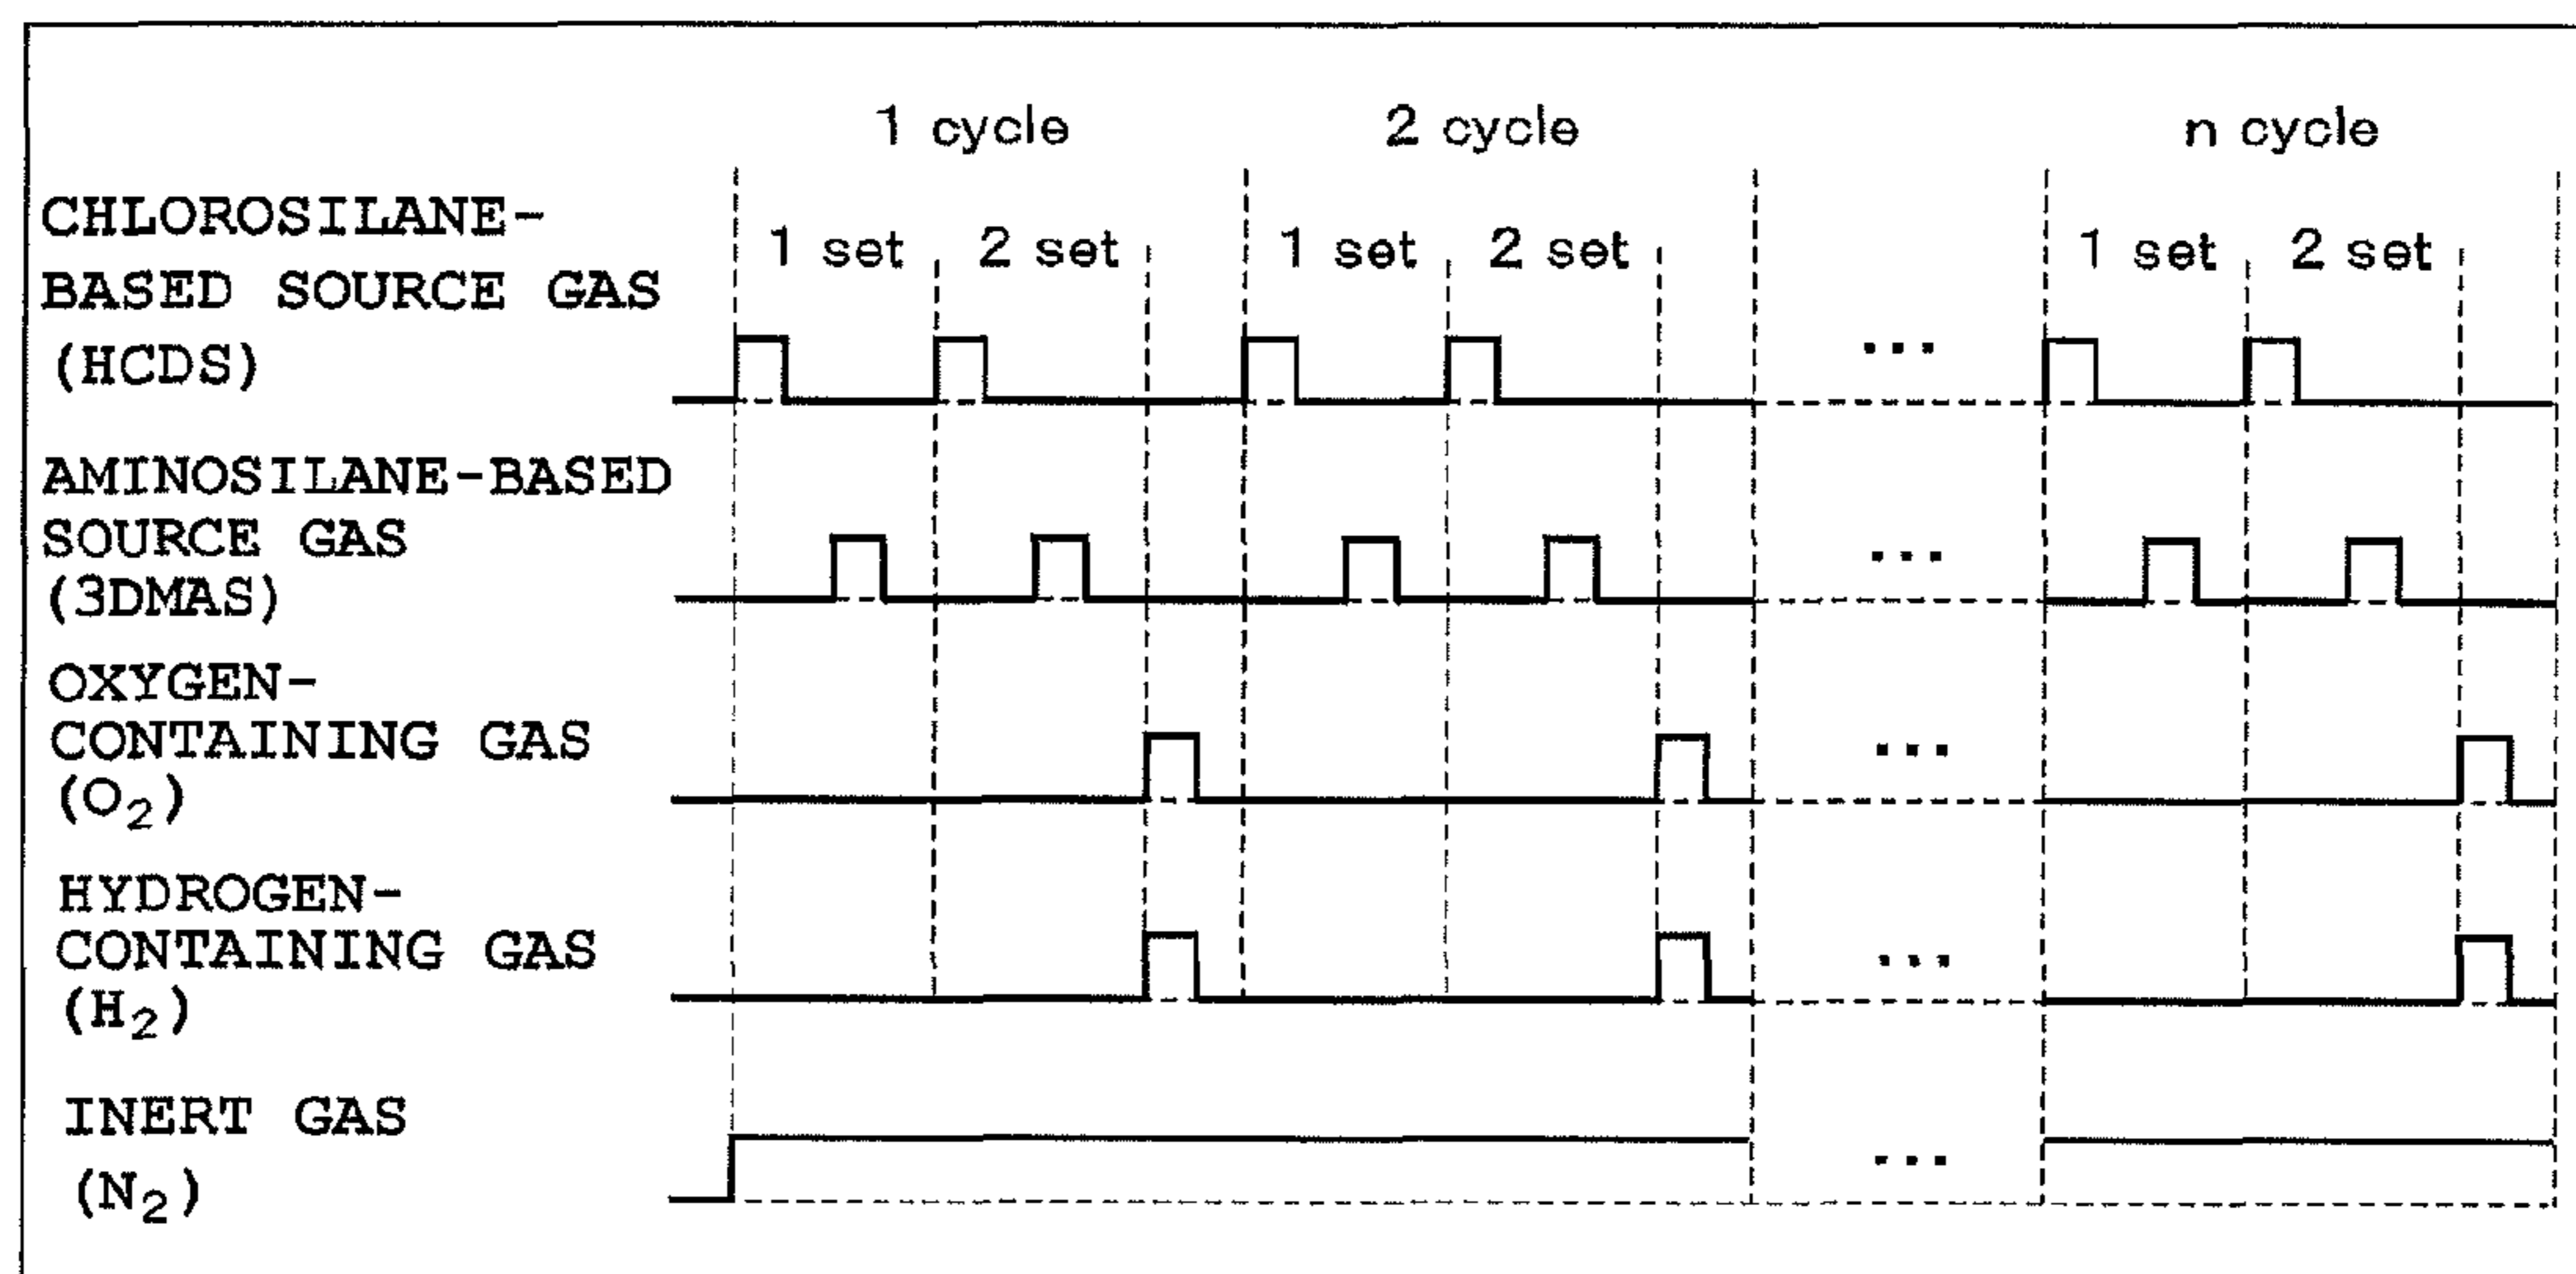 1 cycle 2 cycle n cycle
1 set 2 set 1 set 2 set 1 set 2 set
CHLOROSILANE-
BASED SOURCE GAS
(HCDS)
...
AMINOSILANE-BASED
SOURCE GAS
(3DMAS)
...
OXYGEN-
CONTAINING GAS
(O₂)
...
HYDROGEN-
CONTAINING GAS
(H₂)
...
INERT GAS
(N₂)
...